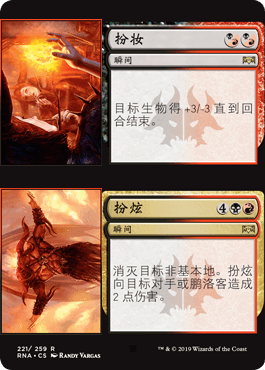 扮妆
瞬间
目标生物得+3/-3直到回
合结束。
扮炫 4
瞬间
消灭目标非基本地。扮炫
向目标对手或鹏洛客造成
2点伤害。
221/ 259 R
RNA • CS RANDY VARGAS
™ & © 2019 Wizards of the Coast